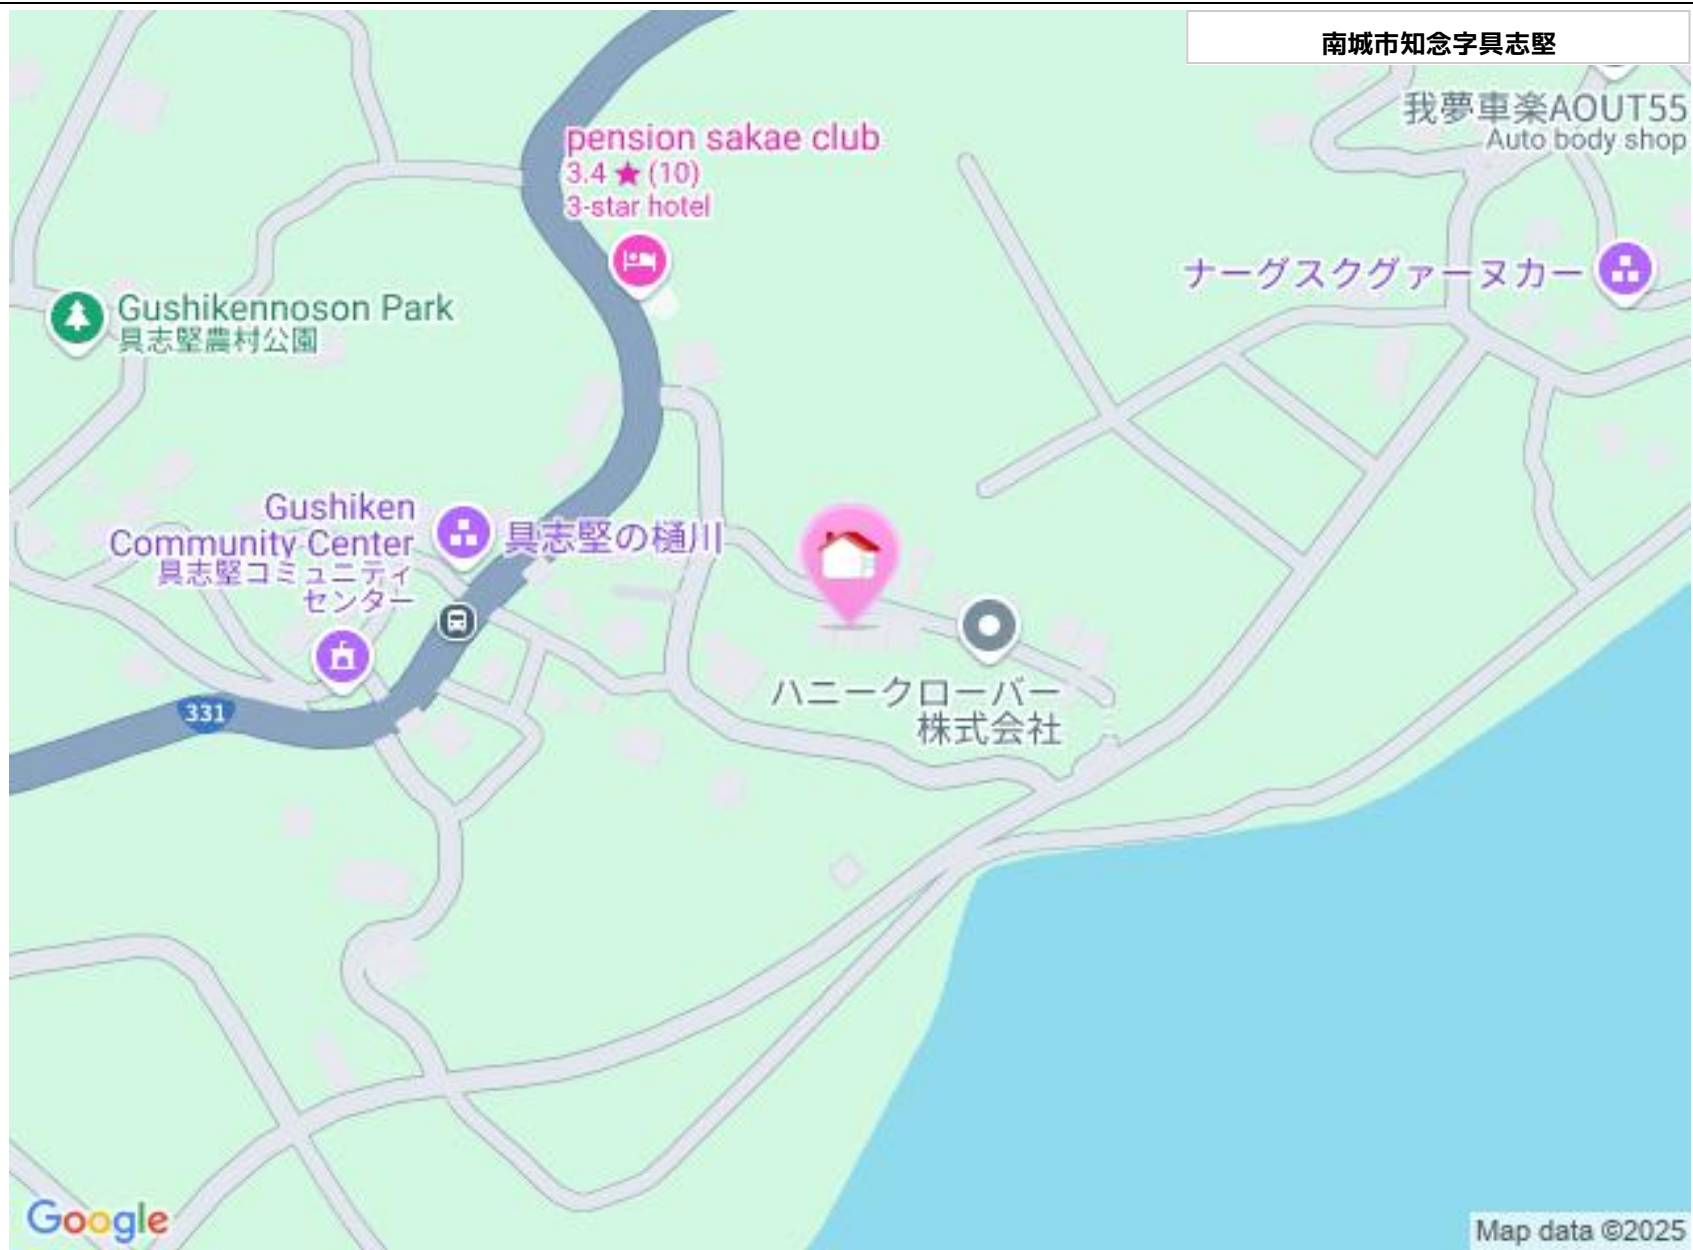 南城市知念字具志堅
我夢車楽AOUT55
Auto body shop
pension sakae club
3.4 ★ (10)
3-star hotel
ナーグスクグァーヌカー
Gushikennoson Park
具志堅農村公園
Gushiken
Community Center
具志堅コミュニティ
センター
具志堅の樋川
ハニークローバー
株式会社
331
Google
Map data ©2025